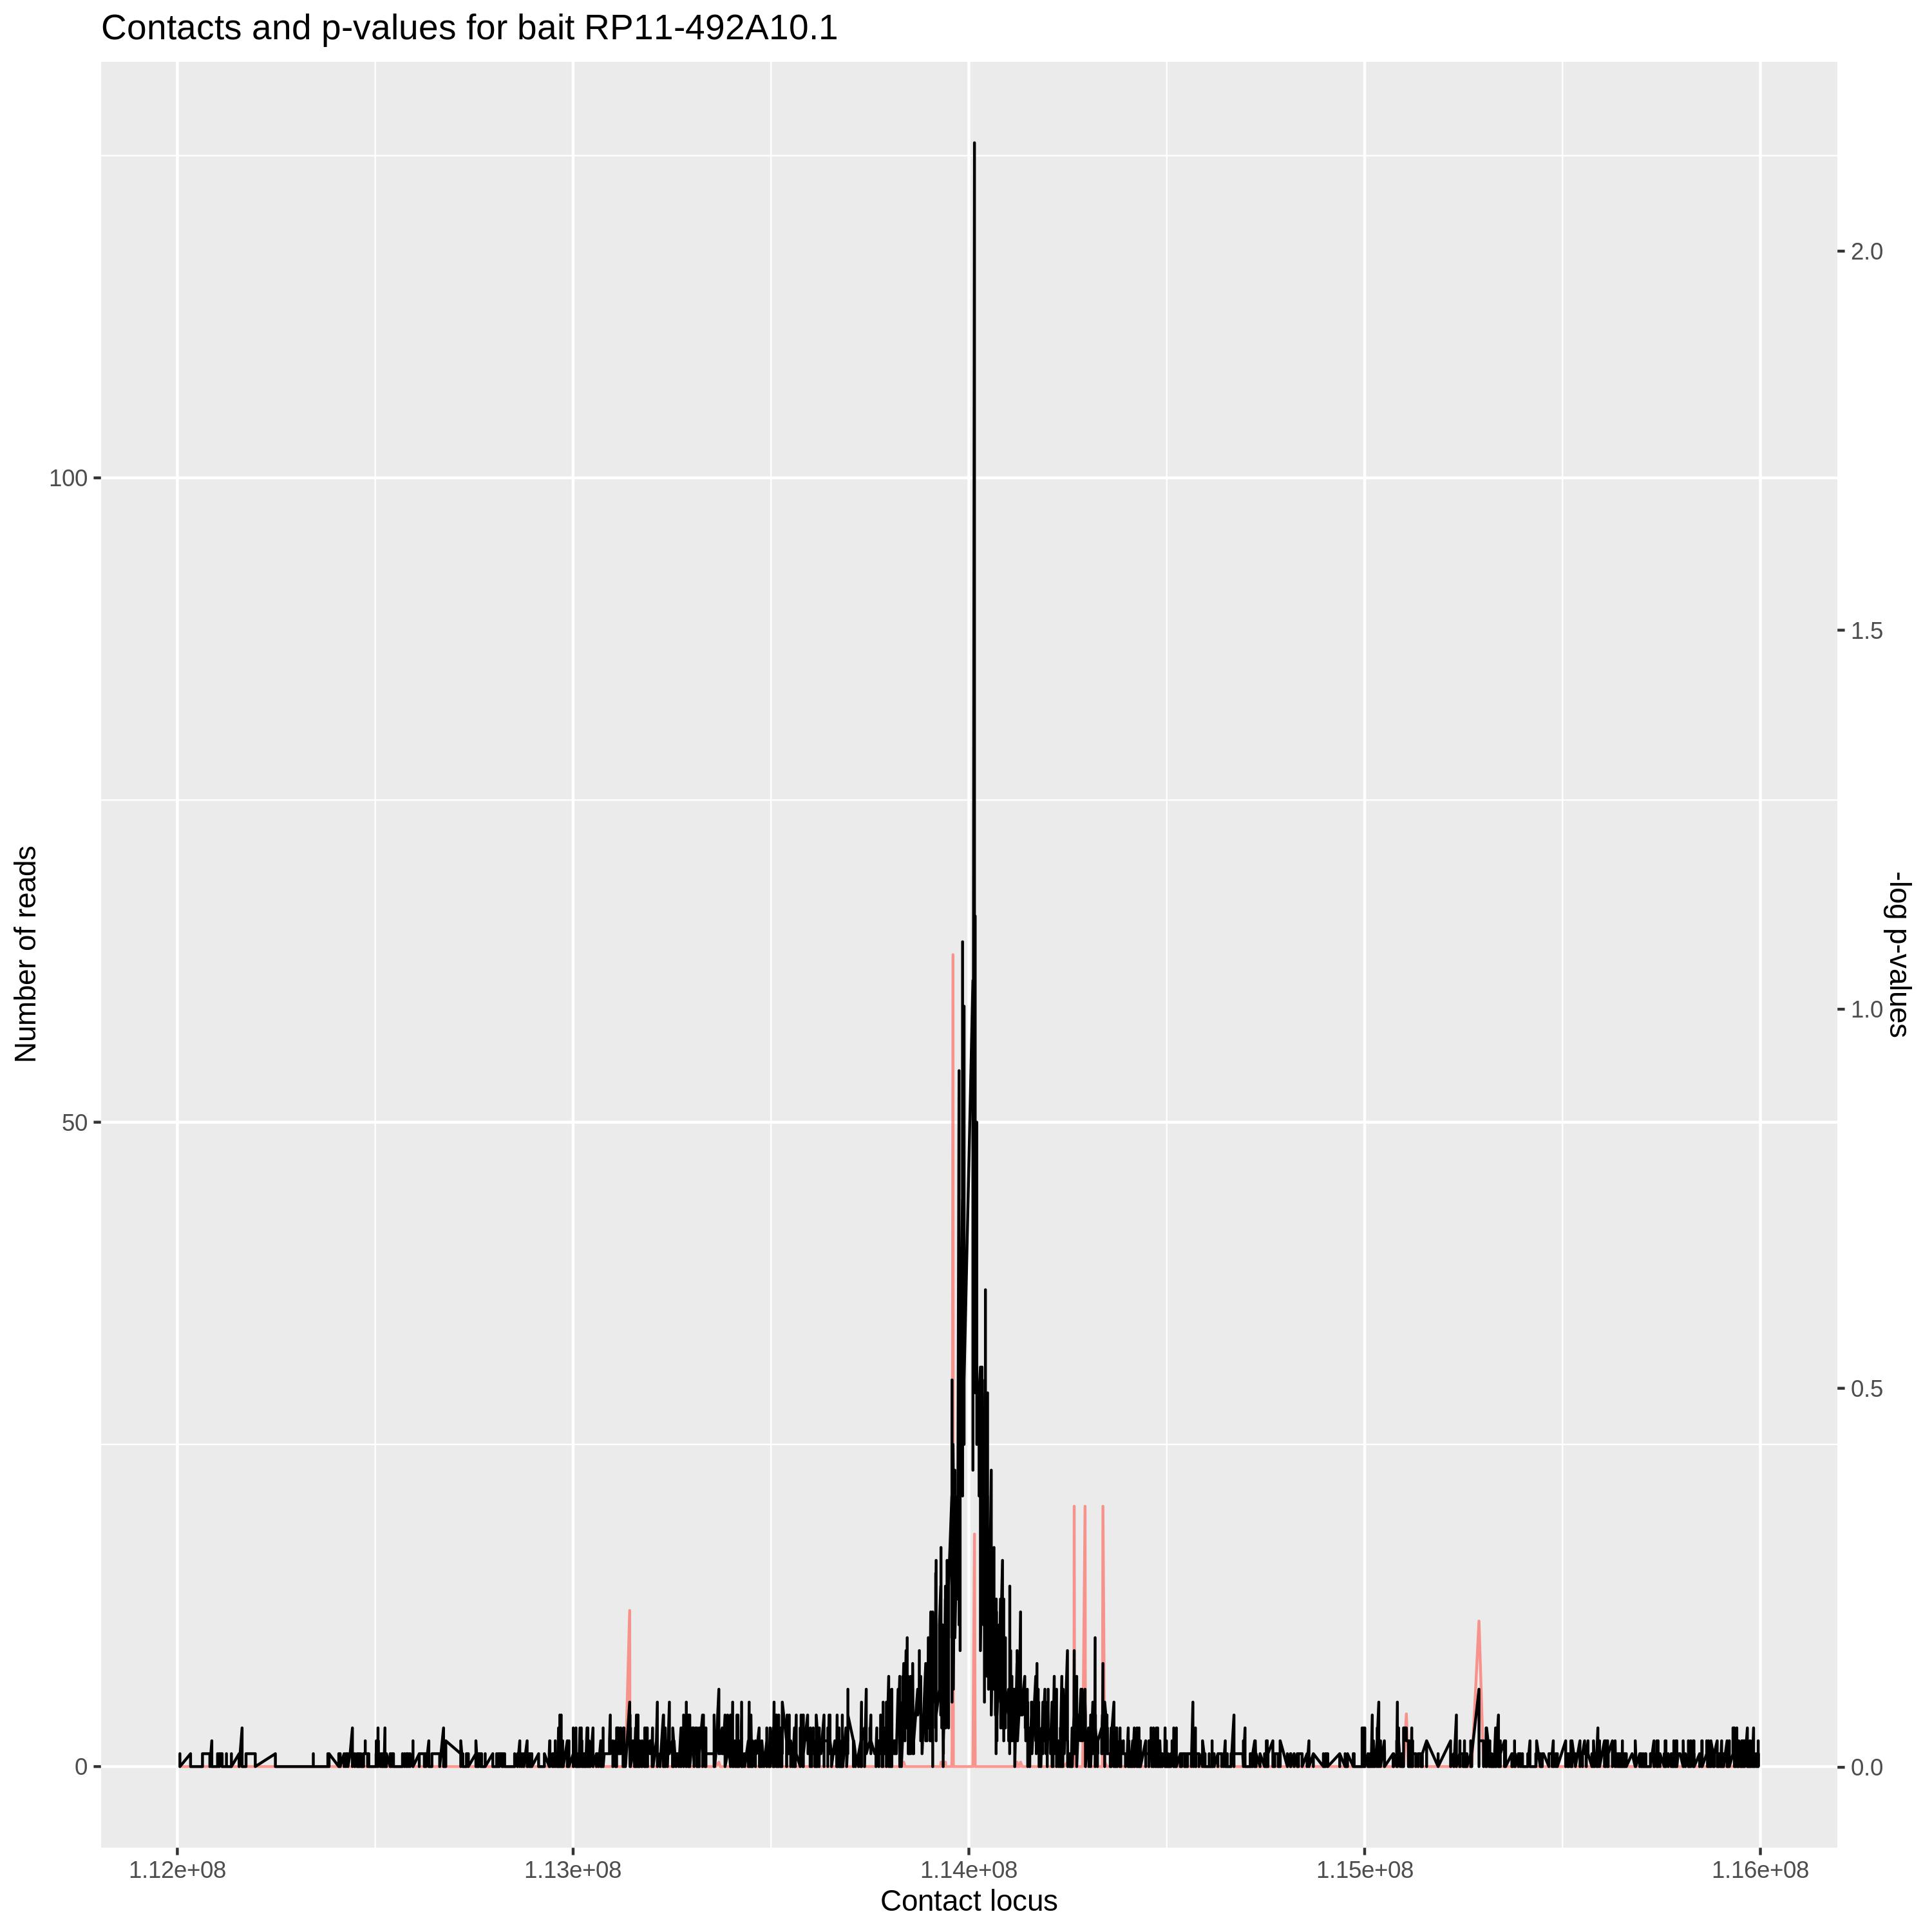 Contacts and p-values for bait RP11-492A10.1
Number of reads
100
50
0
2.0
1.5
1.0
0.5
0.0
-log p-values
1.12e+08 1.13e+08 1.14e+08 1.15e+08 1.16e+08
Contact locus